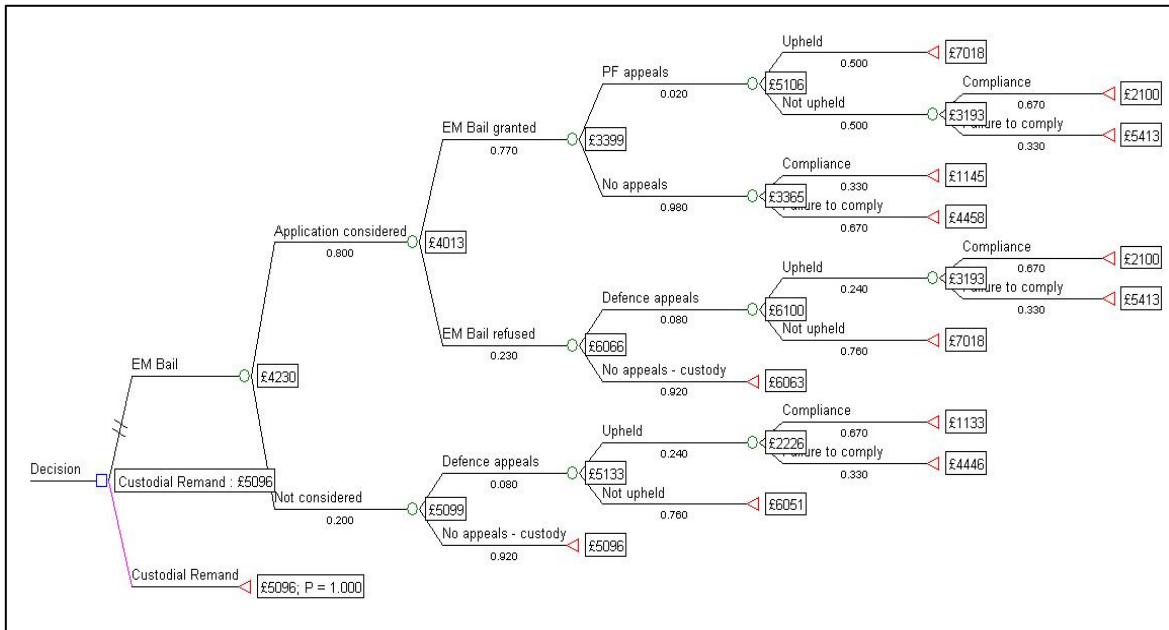 Upheld
0.500
£7018
PF appeals
0.020
£5106
Not upheld
0.500
£3193
Compliance
0.670
£2100
Failure to comply
0.330
£5413
EM Bail granted
0.770
£3399
No appeals
0.980
£3365
Compliance
0.330
£1145
Failure to comply
0.670
£4458
Application considered
0.800
£4013
EM Bail refused
0.230
£6066
Defence appeals
0.080
£6100
Upheld
0.240
£3193
Compliance
0.670
£2100
Failure to comply
0.330
£5413
Not upheld
0.760
£7018
No appeals - custody
0.920
£6063
EM Bail
£4230
Decision
Custodial Remand : £5096
Not considered
0.200
£5099
Defence appeals
0.080
£5133
Upheld
0.240
£2226
Compliance
0.670
£1133
Failure to comply
0.330
£4446
Not upheld
0.760
£6051
No appeals - custody
0.920
£5096
Custodial Remand
£5096; P = 1.000